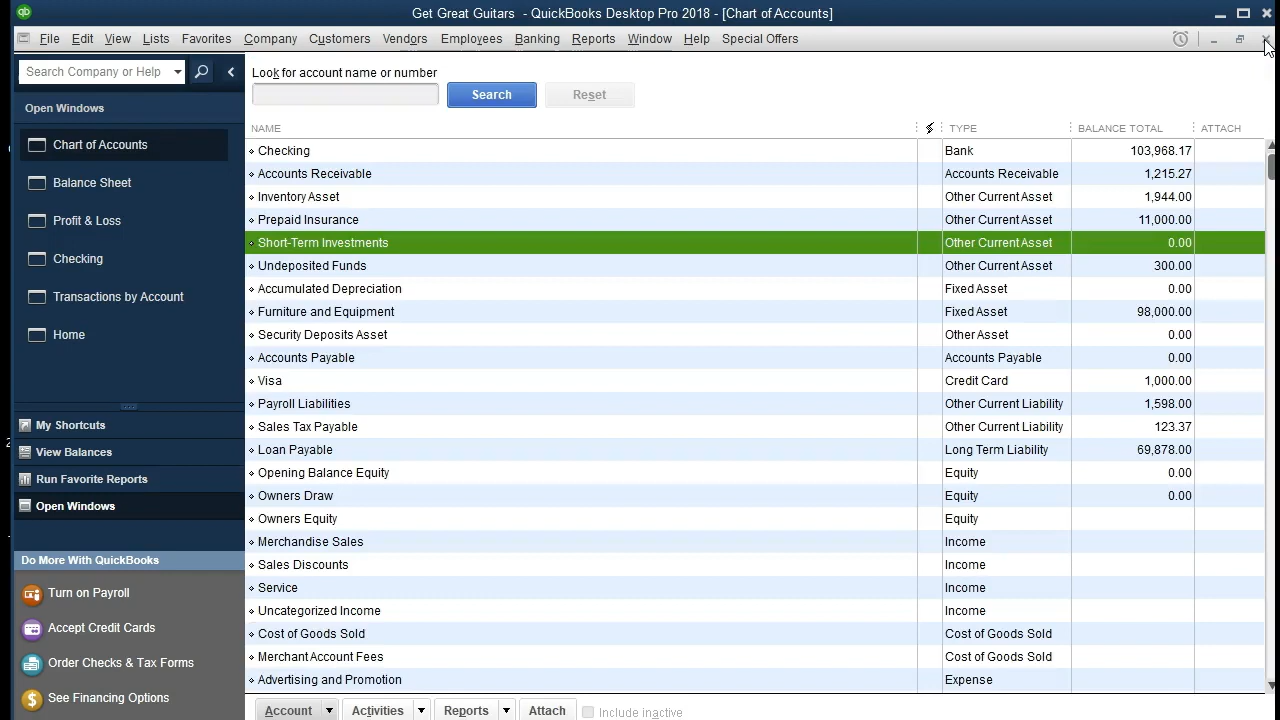 qb
Get Great Guitars - QuickBooks Desktop Pro 2018 - [Chart of Accounts]
File Edit View Lists Favorites Company Customers Vendors Employees Banking Reports Window Help Special Offers
Search Company or Help
Open Windows
Chart of Accounts
Balance Sheet
Profit & Loss
Checking
Transactions by Account
Home
My Shortcuts
View Balances
Run Favorite Reports
Open Windows
Do More With QuickBooks
Turn on Payroll
Accept Credit Cards
Order Checks & Tax Forms
See Financing Options
Look for account name or number
Search Reset
NAME TYPE BALANCE TOTAL ATTACH
Checking Bank 103,968.17
Accounts Receivable Accounts Receivable 1,215.27
Inventory Asset Other Current Asset 1,944.00
Prepaid Insurance Other Current Asset 11,000.00
Short-Term Investments Other Current Asset 0.00
Undeposited Funds Other Current Asset 300.00
Accumulated Depreciation Fixed Asset 0.00
Furniture and Equipment Fixed Asset 98,000.00
Security Deposits Asset Other Asset 0.00
Accounts Payable Accounts Payable 0.00
Visa Credit Card 1,000.00
Payroll Liabilities Other Current Liability 1,598.00
Sales Tax Payable Other Current Liability 123.37
Loan Payable Long Term Liability 69,878.00
Opening Balance Equity Equity 0.00
Owners Draw Equity 0.00
Owners Equity Equity
Merchandise Sales Income
Sales Discounts Income
Service Income
Uncategorized Income Income
Cost of Goods Sold Cost of Goods Sold
Merchant Account Fees Cost of Goods Sold
Advertising and Promotion Expense
Account Activities Reports Attach Include inactive